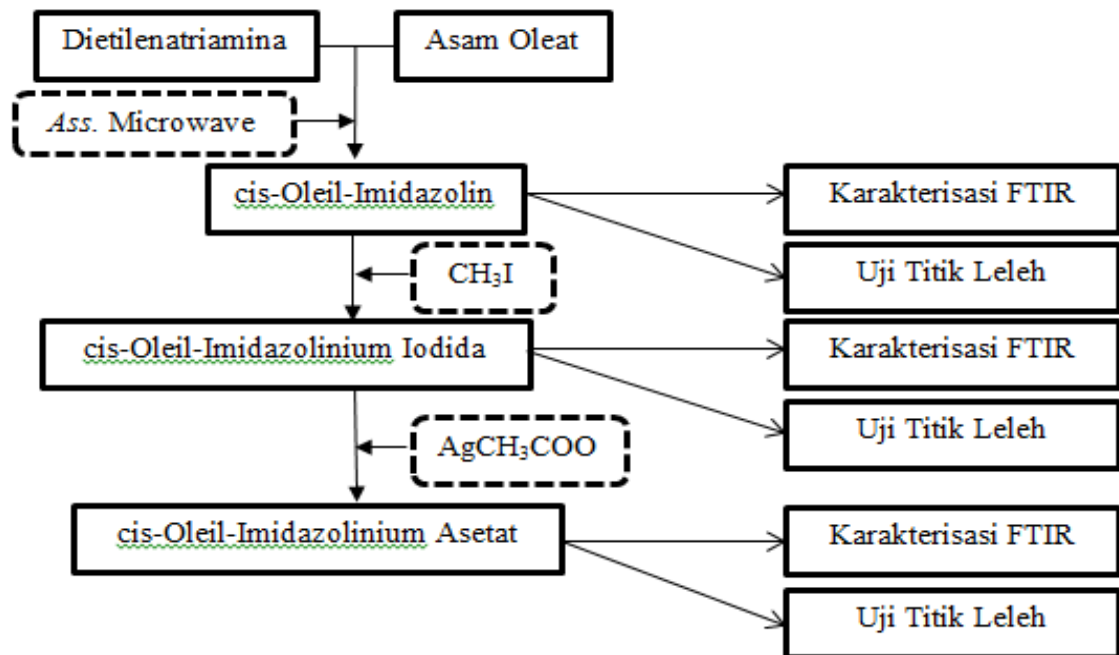 Dietilenatriamina
Asam Oleat
Ass. Microwave
cis-Oleil-Imidazolin
Karakterisasi FTIR
Uji Titik Leleh
CH₃I
cis-Oleil-Imidazolinium Iodida
Karakterisasi FTIR
Uji Titik Leleh
AgCH₃COO
cis-Oleil-Imidazolinium Asetat
Karakterisasi FTIR
Uji Titik Leleh